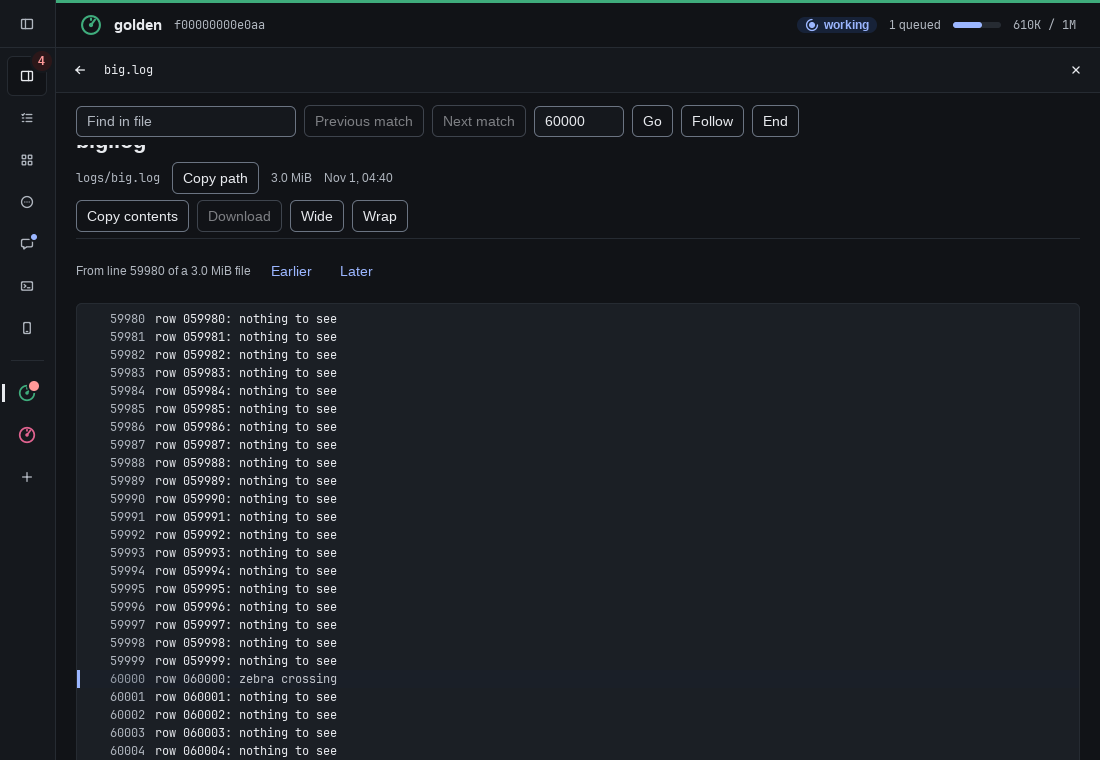 golden f00000000e0aa working 1 queued 610K / 1M
4
big.log
Find in file Previous match Next match 60000 Go Follow End
big.log
logs/big.log Copy path 3.0 MiB Nov 1, 04:40
Copy contents Download Wide Wrap
From line 59980 of a 3.0 MiB file Earlier Later
59980 row 059980: nothing to see
59981 row 059981: nothing to see
59982 row 059982: nothing to see
59983 row 059983: nothing to see
59984 row 059984: nothing to see
59985 row 059985: nothing to see
59986 row 059986: nothing to see
59987 row 059987: nothing to see
59988 row 059988: nothing to see
59989 row 059989: nothing to see
59990 row 059990: nothing to see
59991 row 059991: nothing to see
59992 row 059992: nothing to see
59993 row 059993: nothing to see
59994 row 059994: nothing to see
59995 row 059995: nothing to see
59996 row 059996: nothing to see
59997 row 059997: nothing to see
59998 row 059998: nothing to see
59999 row 059999: nothing to see
60000 row 060000: zebra crossing
60001 row 060001: nothing to see
60002 row 060002: nothing to see
60003 row 060003: nothing to see
60004 row 060004: nothing to see